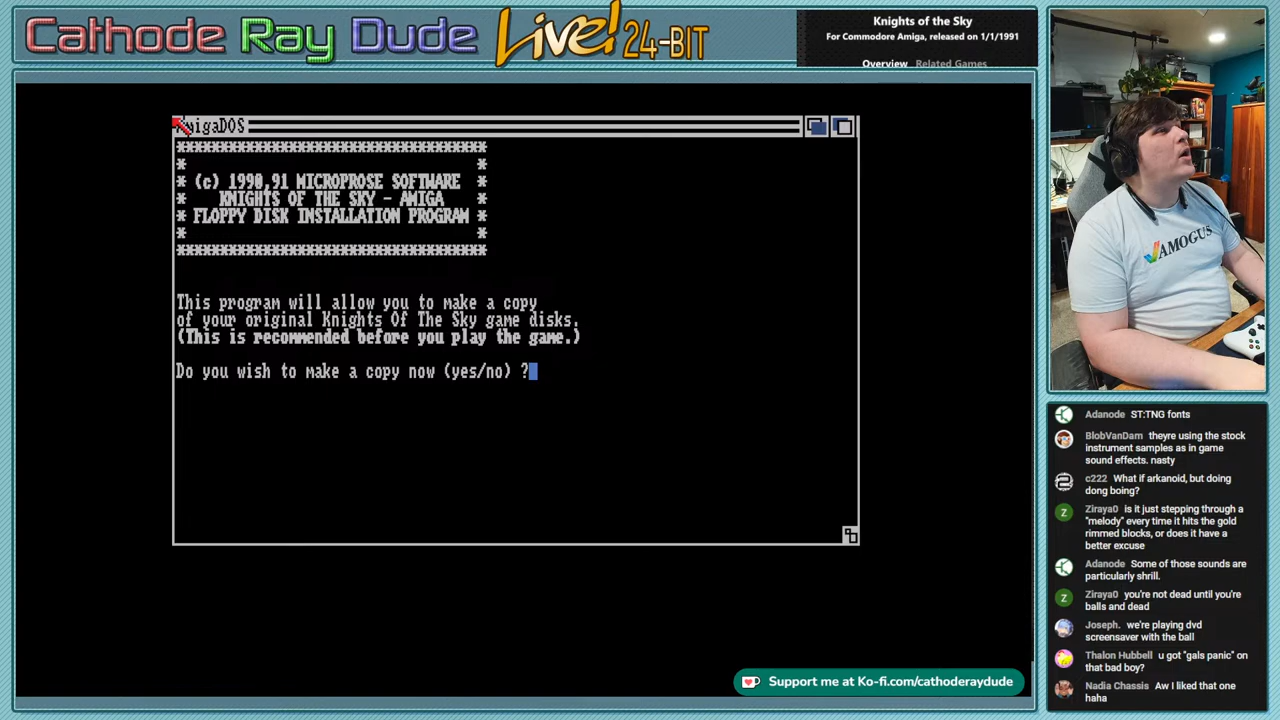 Cathode Ray Dude Live! 24-BIT
Knights of the Sky
For Commodore Amiga, released on 1/1/1991
Overview Related Games
AmigaDOS
************************************
* *
* (c) 1990,91 MICROPROSE SOFTWARE *
* KNIGHTS OF THE SKY - AMIGA *
* FLOPPY DISK INSTALLATION PROGRAM *
* *
************************************
This program will allow you to make a copy
of your original Knights Of The Sky game disks.
(This is recommended before you play the game.)
Do you wish to make a copy now (yes/no) ?
Support me at Ko-fi.com/cathoderaydude
AMOGUS
Adanode ST:TNG fonts
BlobVanDam theyre using the stock
instrument samples as in game
sound effects. nasty
c222 What if arkanoid, but doing
dong boing?
Z Ziraya0 is it just stepping through a
"melody" every time it hits the gold
rimmed blocks, or does it have a
better excuse
Adanode Some of those sounds are
particularly shrill.
Z Ziraya0 you're not dead until you're
balls and dead
Joseph. we're playing dvd
screensaver with the ball
Thalon Hubbell u got "gals panic" on
that bad boy?
Nadia Chassis Aw I liked that one
haha